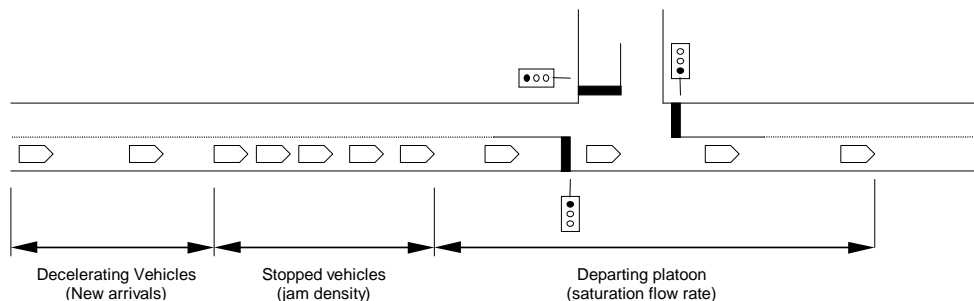 Decelerating Vehicles
(New arrivals)
Stopped vehicles
(jam density)
Departing platoon
(saturation flow rate)